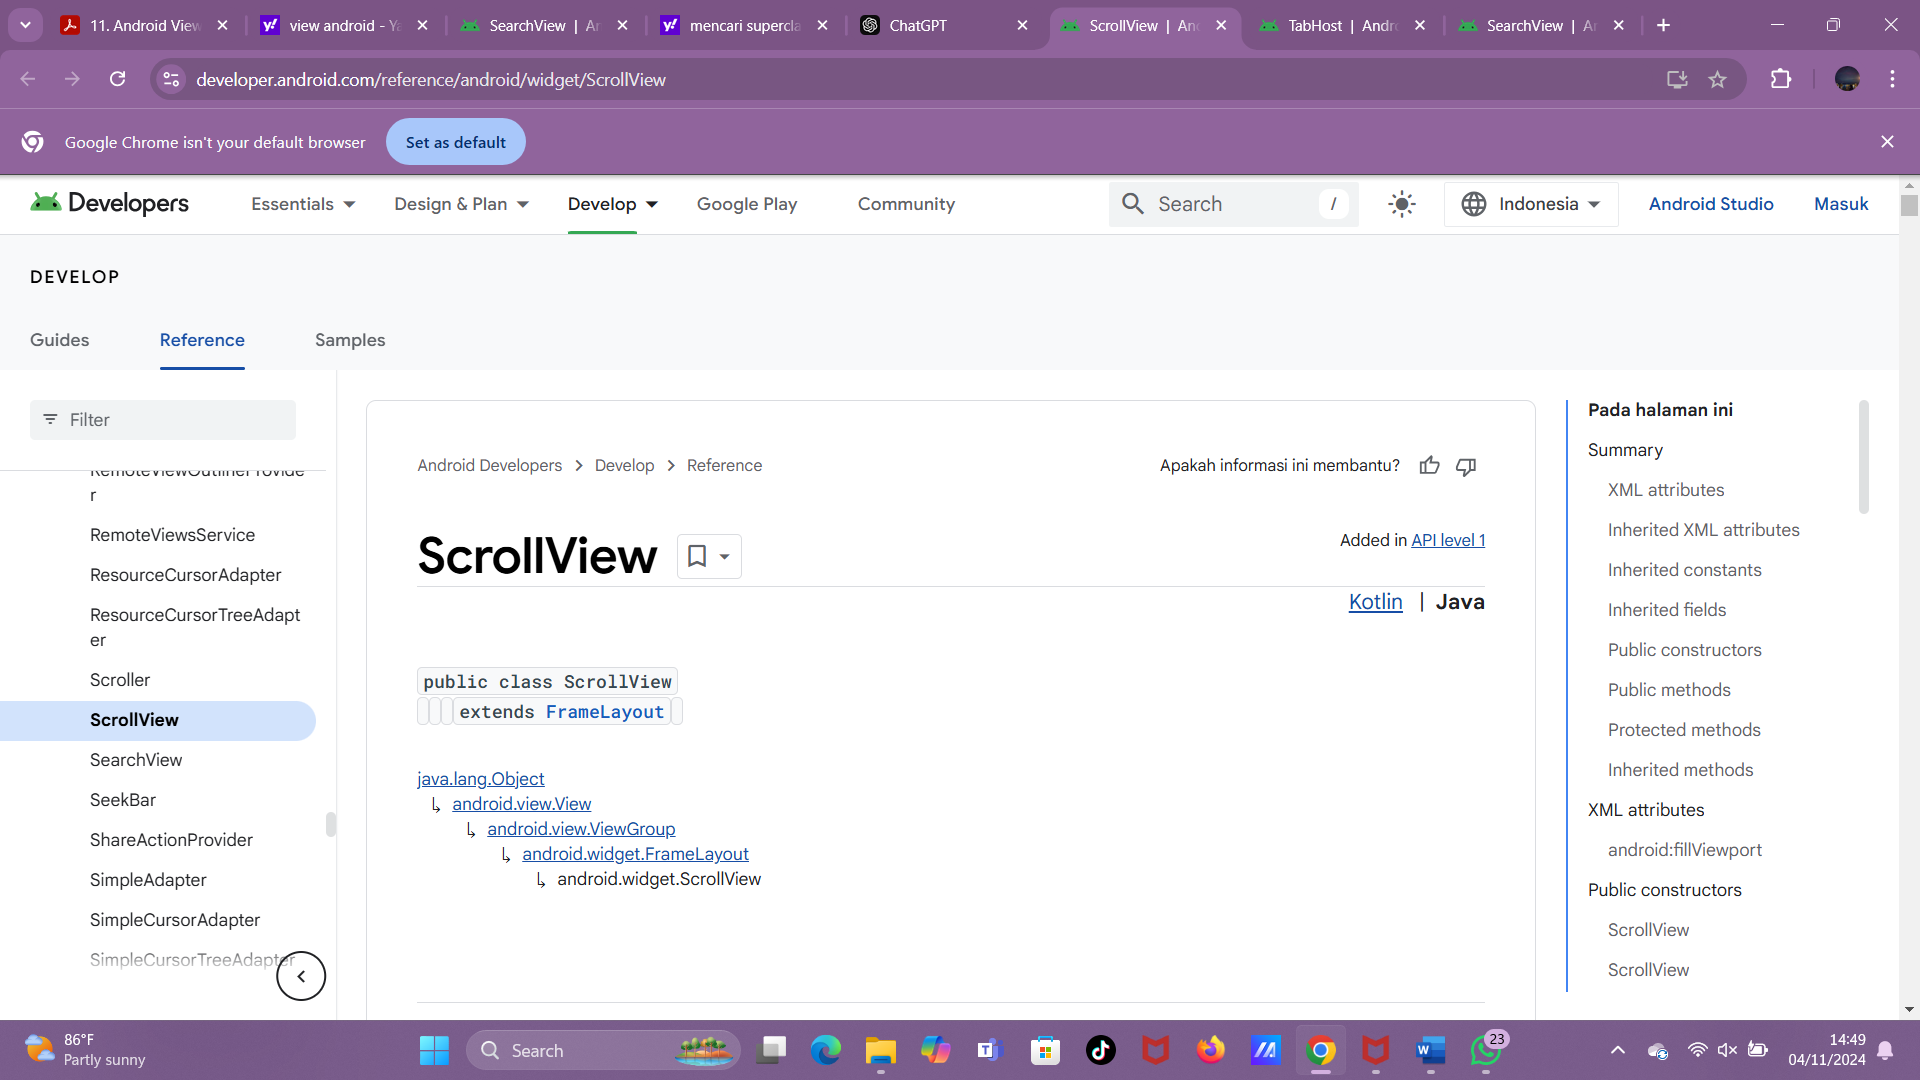 11. Android View
view android - Ya
SearchView | An
mencari supercla
ChatGPT
ScrollView | And
TabHost | Andro
SearchView | An
developer.android.com/reference/android/widget/ScrollView
Google Chrome isn't your default browser
Set as default
Developers
Essentials
Design & Plan
Develop
Google Play
Community
Search
/
Indonesia
Android Studio
Masuk
DEVELOP
Guides
Reference
Samples
Filter
RemoteViewOutlineProvide
r
RemoteViewsService
ResourceCursorAdapter
ResourceCursorTreeAdapt
er
Scroller
ScrollView
SearchView
SeekBar
ShareActionProvider
SimpleAdapter
SimpleCursorAdapter
SimpleCursorTreeAdapter
Android Developers > Develop > Reference
Apakah informasi ini membantu?
ScrollView
Added in API level 1
Kotlin | Java
public class ScrollView
extends FrameLayout
java.lang.Object
↳ android.view.View
↳ android.view.ViewGroup
↳ android.widget.FrameLayout
↳ android.widget.ScrollView
Pada halaman ini
Summary
XML attributes
Inherited XML attributes
Inherited constants
Inherited fields
Public constructors
Public methods
Protected methods
Inherited methods
XML attributes
android:fillViewport
Public constructors
ScrollView
ScrollView
86°F
Partly sunny
Search
23
14:49
04/11/2024